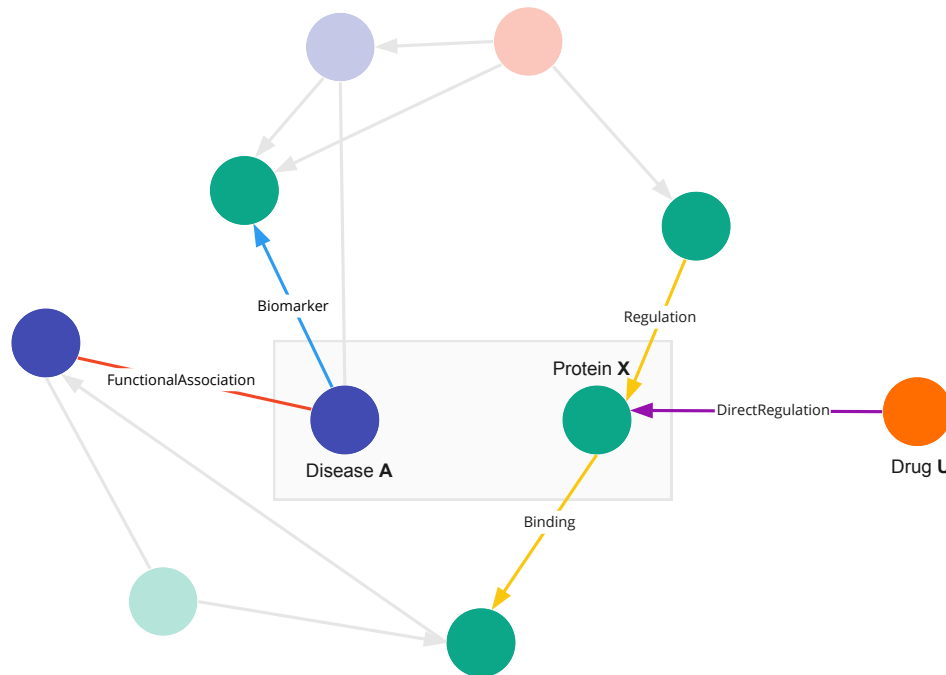 Biomarker
Regulation
Protein X
FunctionalAssociation
DirectRegulation
Disease A
Drug U
Binding